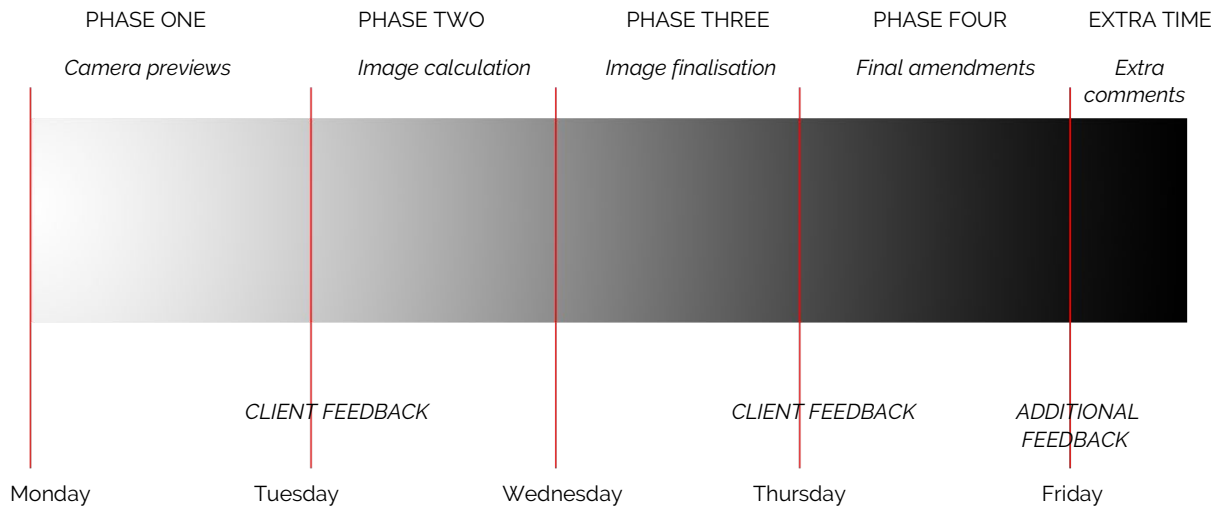 PHASE ONE PHASE TWO PHASE THREE PHASE FOUR EXTRA TIME
Camera previews Image calculation Image finalisation Final amendments Extra
comments
CLIENT FEEDBACK CLIENT FEEDBACK ADDITIONAL
FEEDBACK
Monday Tuesday Wednesday Thursday Friday